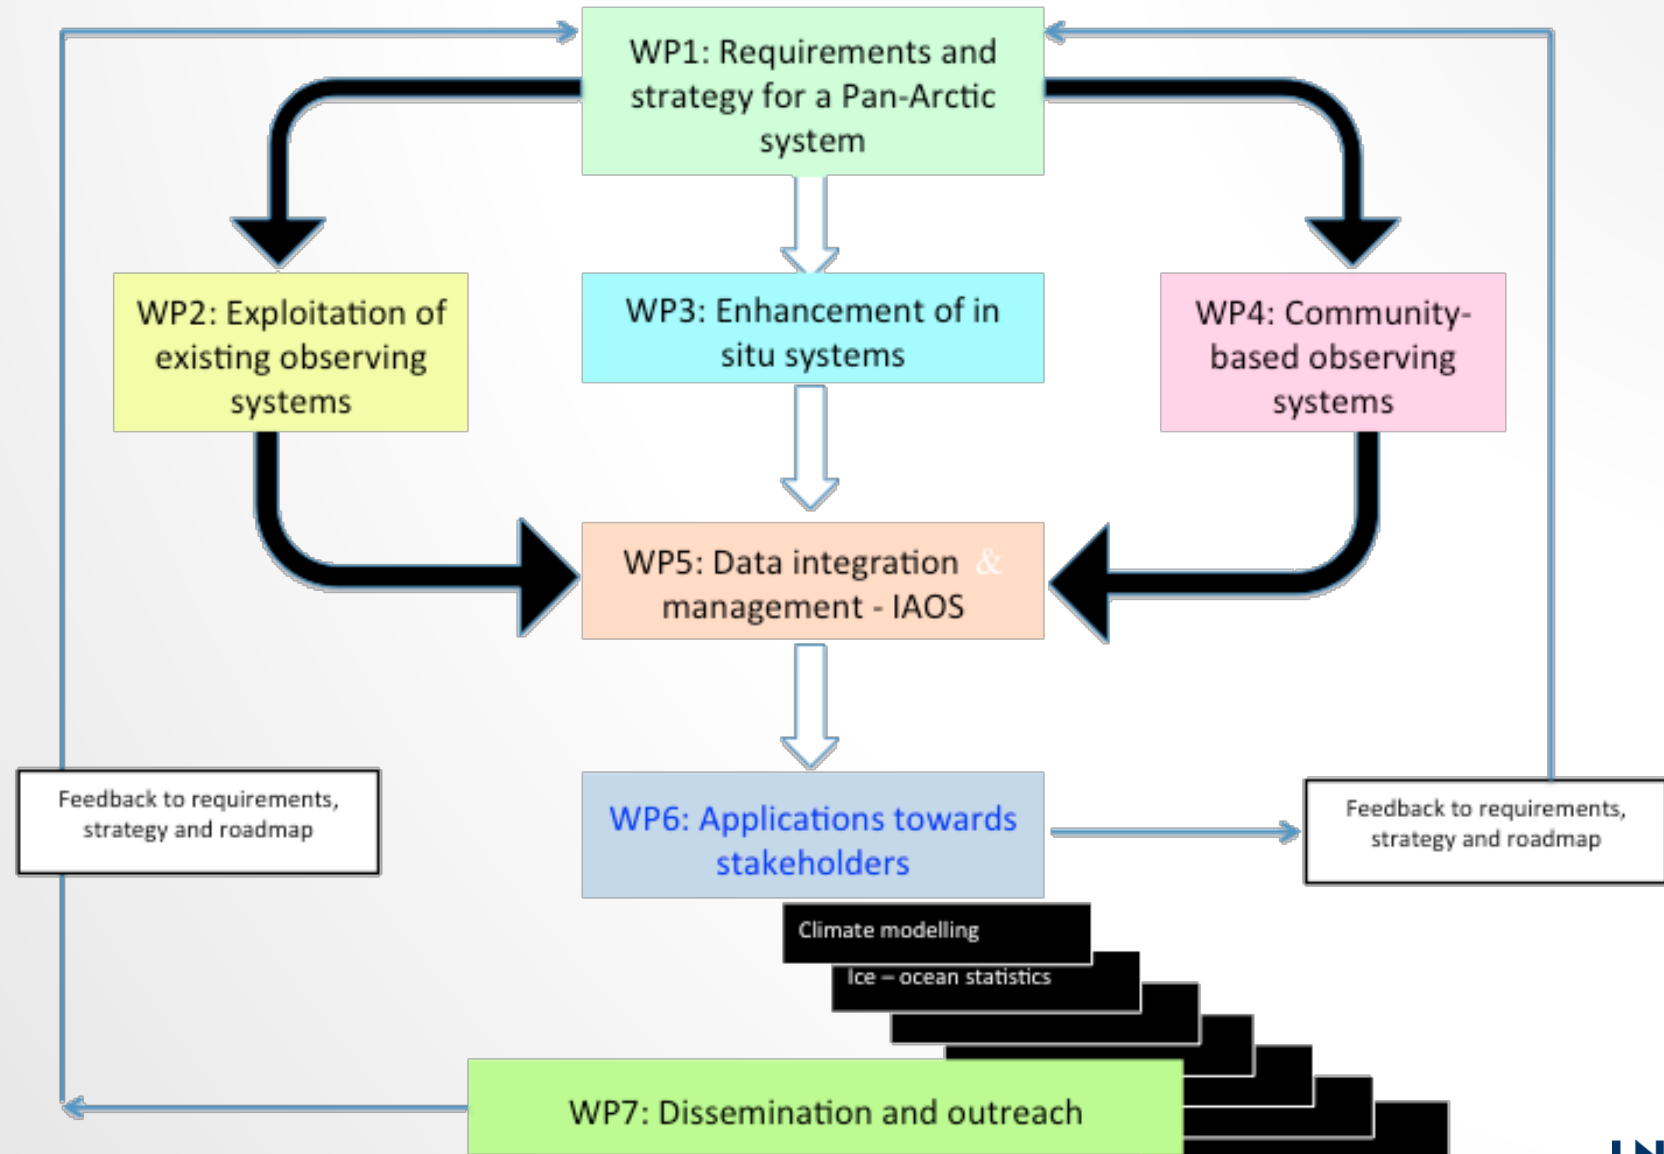 WP1: Requirements and
strategy for a Pan-Arctic
system
WP2: Exploitation of
existing observing
systems
WP3: Enhancement of in
situ systems
WP4: Community-
based observing
systems
WP5: Data integration &
management - IAOS
Feedback to requirements,
strategy and roadmap
WP6: Applications towards
stakeholders
Feedback to requirements,
strategy and roadmap
Climate modelling
Ice – ocean statistics
WP7: Dissemination and outreach